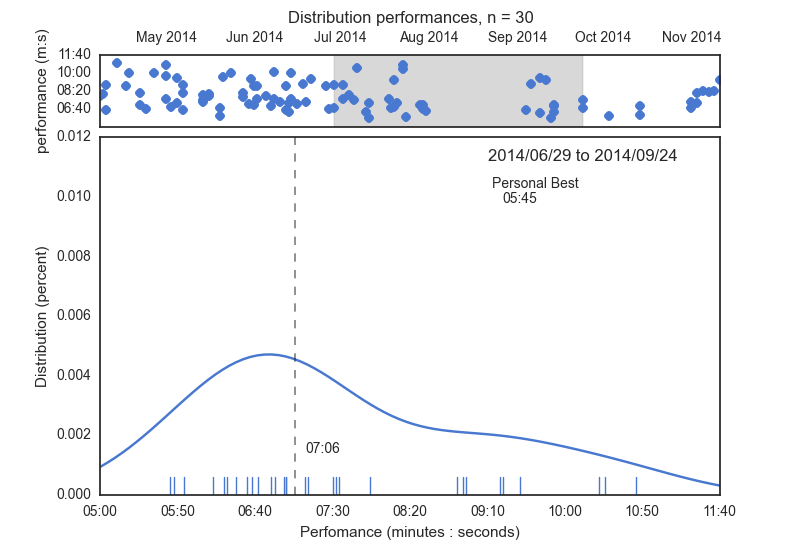 Distribution performances, n = 30
May 2014 Jun 2014 Jul 2014 Aug 2014 Sep 2014 Oct 2014 Nov 2014
performance (m:s)
11:40
10:00
08:20
06:40
Distribution (percent)
0.012
0.010
0.008
0.006
0.004
0.002
0.000
2014/06/29 to 2014/09/24
Personal Best
05:45
07:06
05:00 05:50 06:40 07:30 08:20 09:10 10:00 10:50 11:40
Perfomance (minutes : seconds)